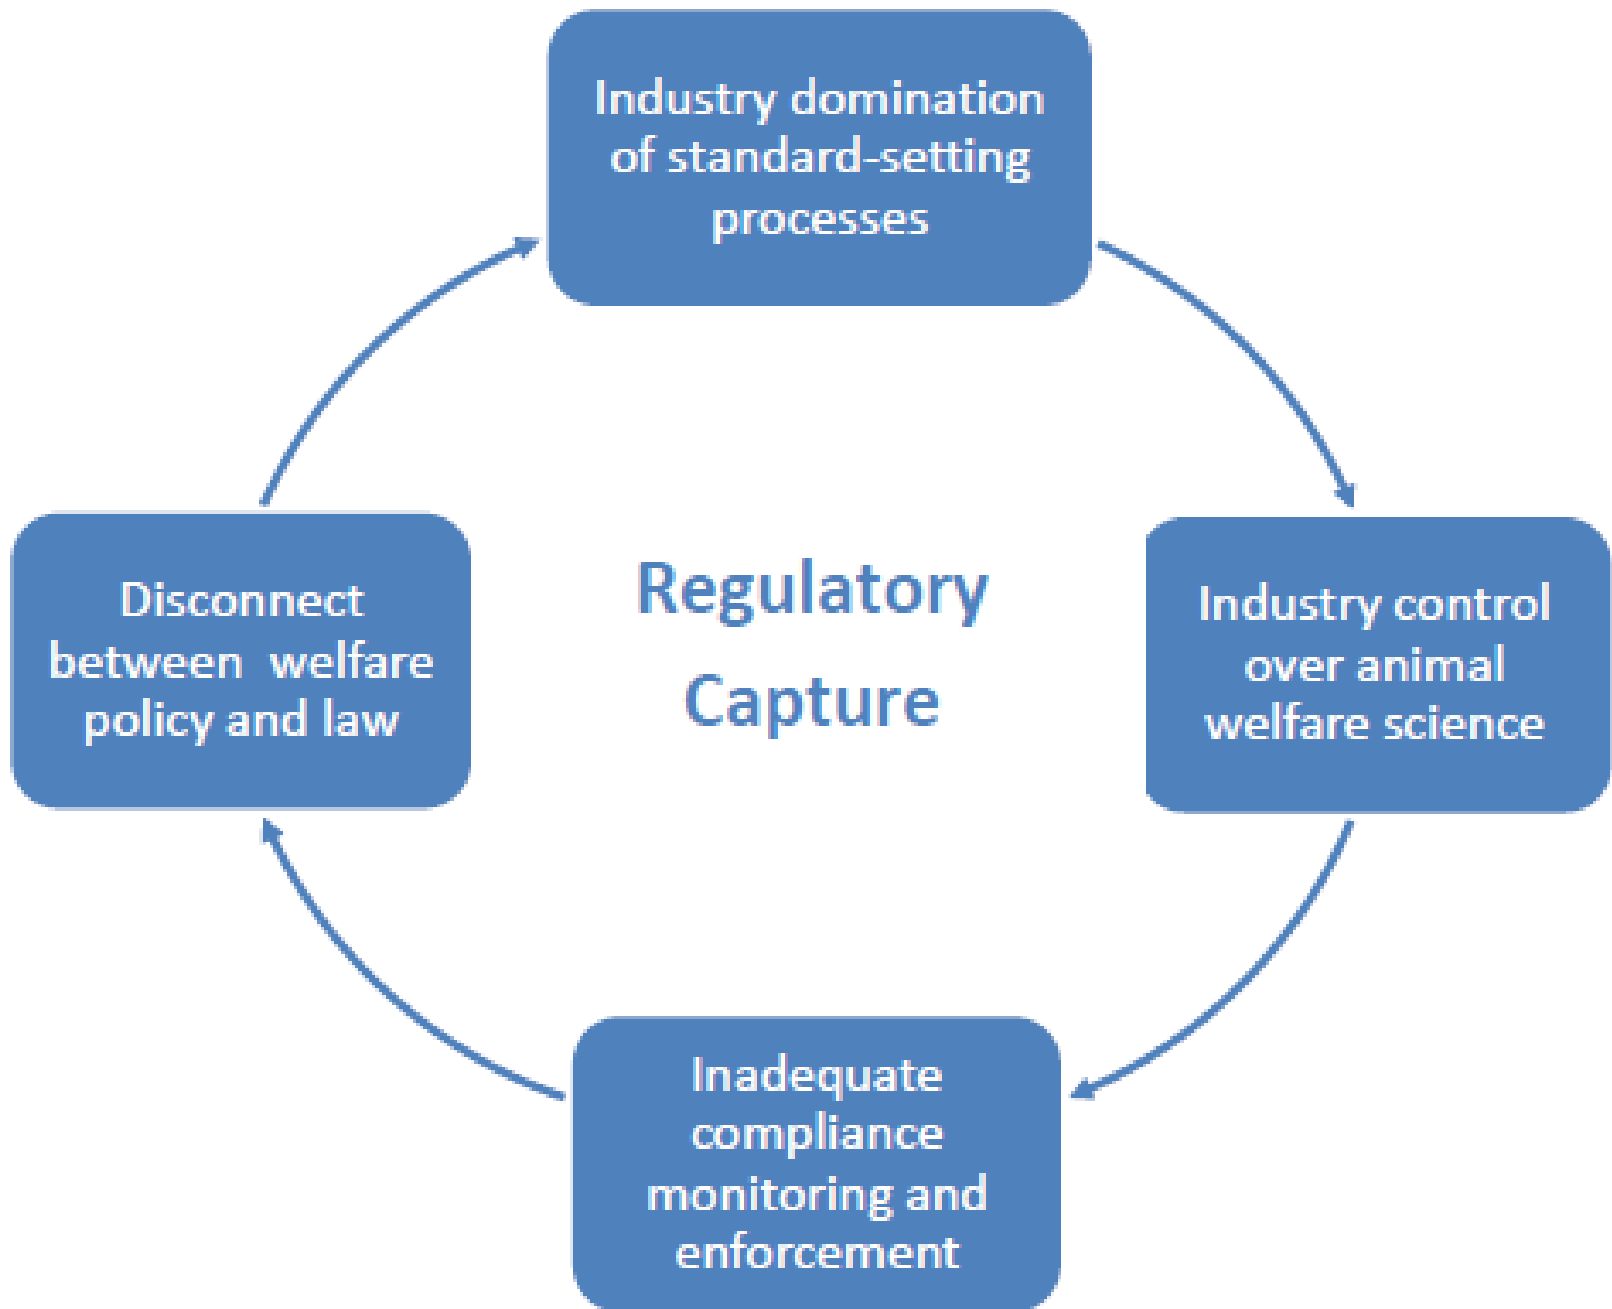 Industry domination
of standard-setting
processes
Industry control
over animal
welfare science
Inadequate
compliance
monitoring and
enforcement
Disconnect
between welfare
policy and law
Regulatory
Capture